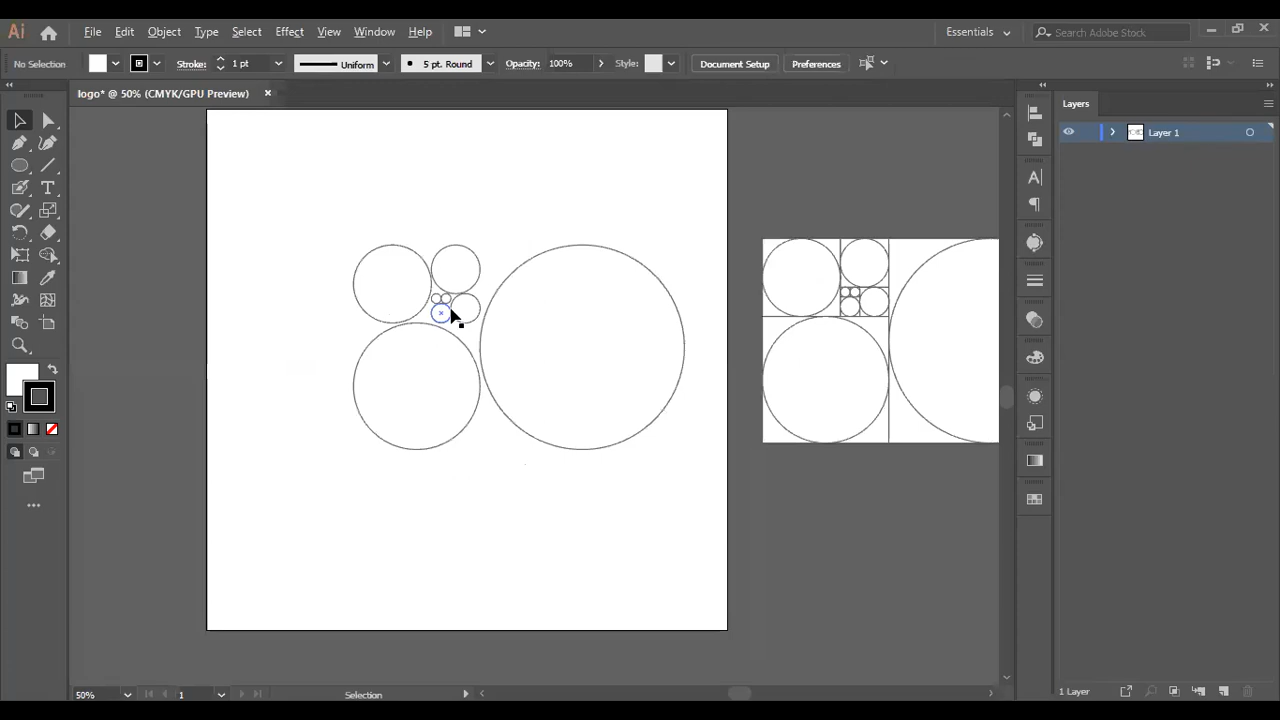 Ai File Edit Object Type Select Effect View Window Help Essentials Search Adobe Stock
No Selection Stroke: 1 pt Uniform 5 pt. Round Opacity: 100% Style: Document Setup Preferences
logo* @ 50% (CMYK/GPU Preview) × Layers
Layer 1
50% 1 Selection 1 Layer